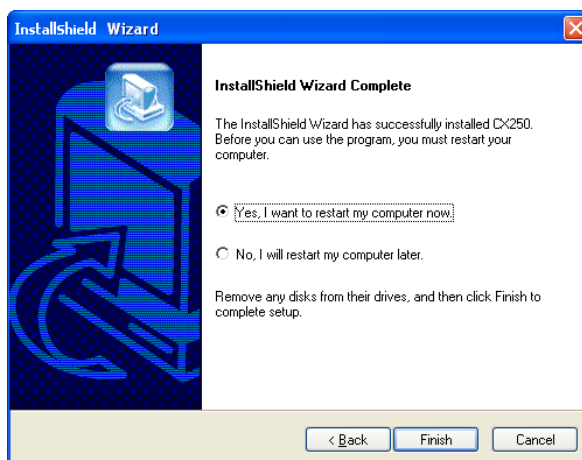 InstallShield Wizard
InstallShield Wizard Complete
The InstallShield Wizard has successfully installed CX250.
Before you can use the program, you must restart your
computer.
Yes, I want to restart my computer now.
No, I will restart my computer later.
Remove any disks from their drives, and then click Finish to
complete setup.
< Back
Finish
Cancel